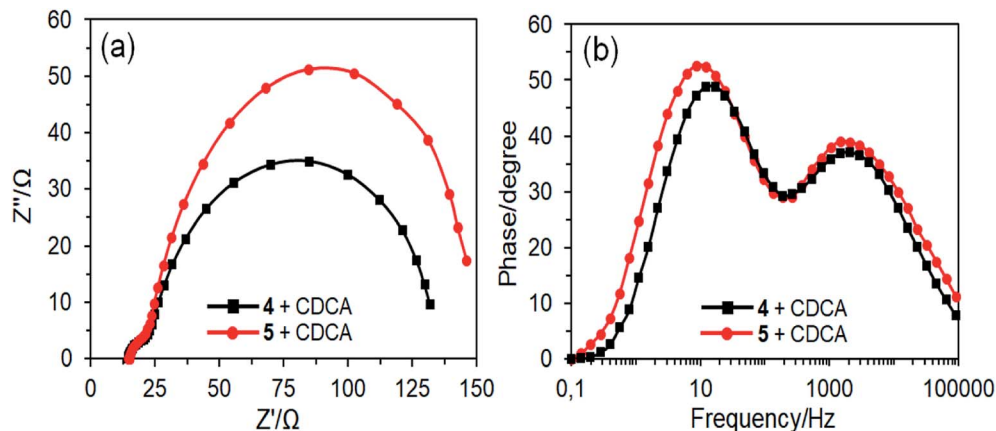 (a)
Z''/Ω
60
50
40
30
20
10
0
4 + CDCA
5 + CDCA
0 25 50 75 100 125 150
Z'/Ω
(b)
Phase/degree
60
50
40
30
20
10
0
4 + CDCA
5 + CDCA
0,1 10 1000 100000
Frequency/Hz